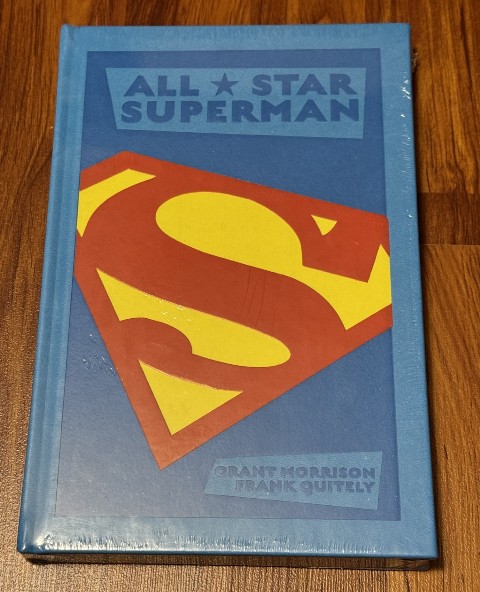 ALL ★ STAR
SUPERMAN
S
GRANT MORRISON
FRANK QUITELY